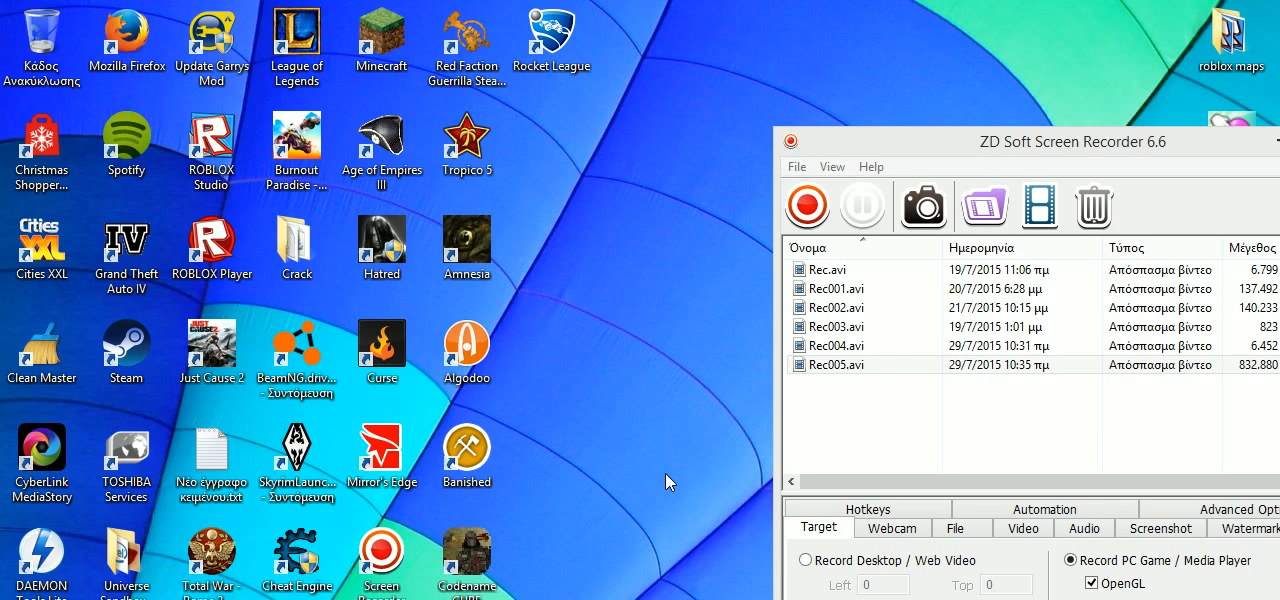 Κάδος
Ανακύκλωσης
Mozilla Firefox
Update Garrys
Mod
League of
Legends
Minecraft
Red Faction
Guerrilla Stea...
Rocket League
roblox maps
Christmas
Shopper...
Spotify
ROBLOX
Studio
Burnout
Paradise -...
Age of Empires
III
Tropico 5
Cities
XXL
Cities XXL
IV
Grand Theft
Auto IV
ROBLOX Player
Crack
Hatred
Amnesia
Clean Master
Steam
JUST
CAUSE 2
Just Cause 2
BeamNG.driv...
- Συντόμευση
Curse
Algodoo
CyberLink
MediaStory
TOSHIBA
Services
Νέο έγγραφο
κειμένου.txt
SkyrimLaunc...
- Συντόμευση
Mirror's Edge
Banished
DAEMON
Universe
Total War -
Cheat Engine
Screen
Codename
ZD Soft Screen Recorder 6.6
File View Help
Όνομα Ημερομηνία Τύπος Μέγεθος
Rec.avi 19/7/2015 11:06 πμ Απόσπασμα βίντεο 6.799
Rec001.avi 20/7/2015 6:28 μμ Απόσπασμα βίντεο 137.492
Rec002.avi 21/7/2015 10:15 μμ Απόσπασμα βίντεο 140.233
Rec003.avi 19/7/2015 1:01 μμ Απόσπασμα βίντεο 823
Rec004.avi 29/7/2015 10:31 πμ Απόσπασμα βίντεο 6.452
Rec005.avi 29/7/2015 10:35 πμ Απόσπασμα βίντεο 832.880
Hotkeys Automation Advanced Opti
Target Webcam File Video Audio Screenshot Watermark
Record Desktop / Web Video Record PC Game / Media Player
Left 0 Top 0 OpenGL